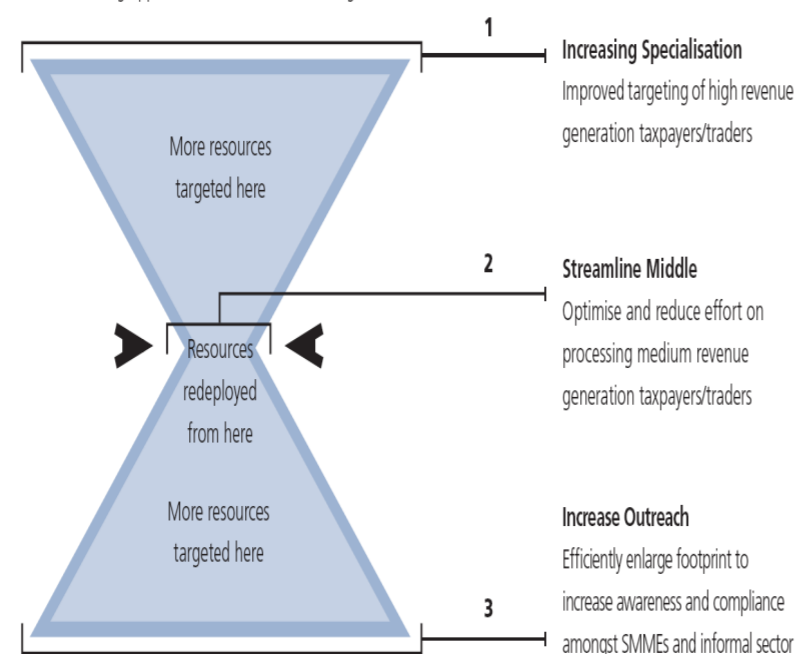 1
Increasing Specialisation
Improved targeting of high revenue
generation taxpayers/traders
More resources
targeted here
2
Streamline Middle
Optimise and reduce effort on
processing medium revenue
generation taxpayers/traders
Resources
redeployed
from here
More resources
targeted here
3
Increase Outreach
Efficiently enlarge footprint to
increase awareness and compliance
amongst SMMEs and informal sector